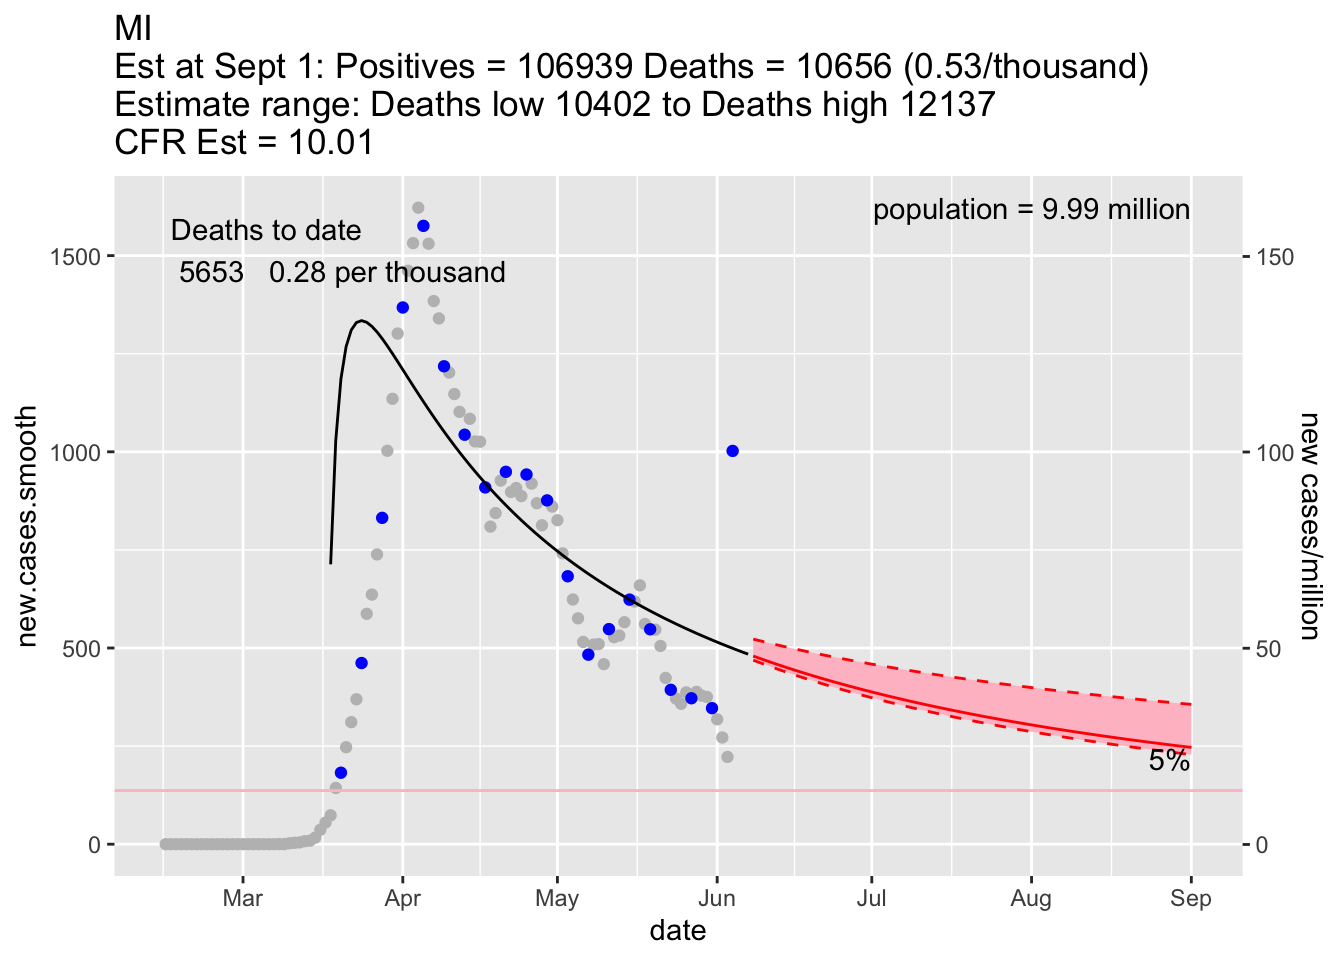 MI
Est at Sept 1: Positives = 106939 Deaths = 10656 (0.53/thousand)
Estimate range: Deaths low 10402 to Deaths high 12137
CFR Est = 10.01
population = 9.99 million
Deaths to date
5653 0.28 per thousand
1500
1000
500
0
new.cases.smooth
150
100
50
0
new cases/million
5%
Mar Apr May Jun Jul Aug Sep
date